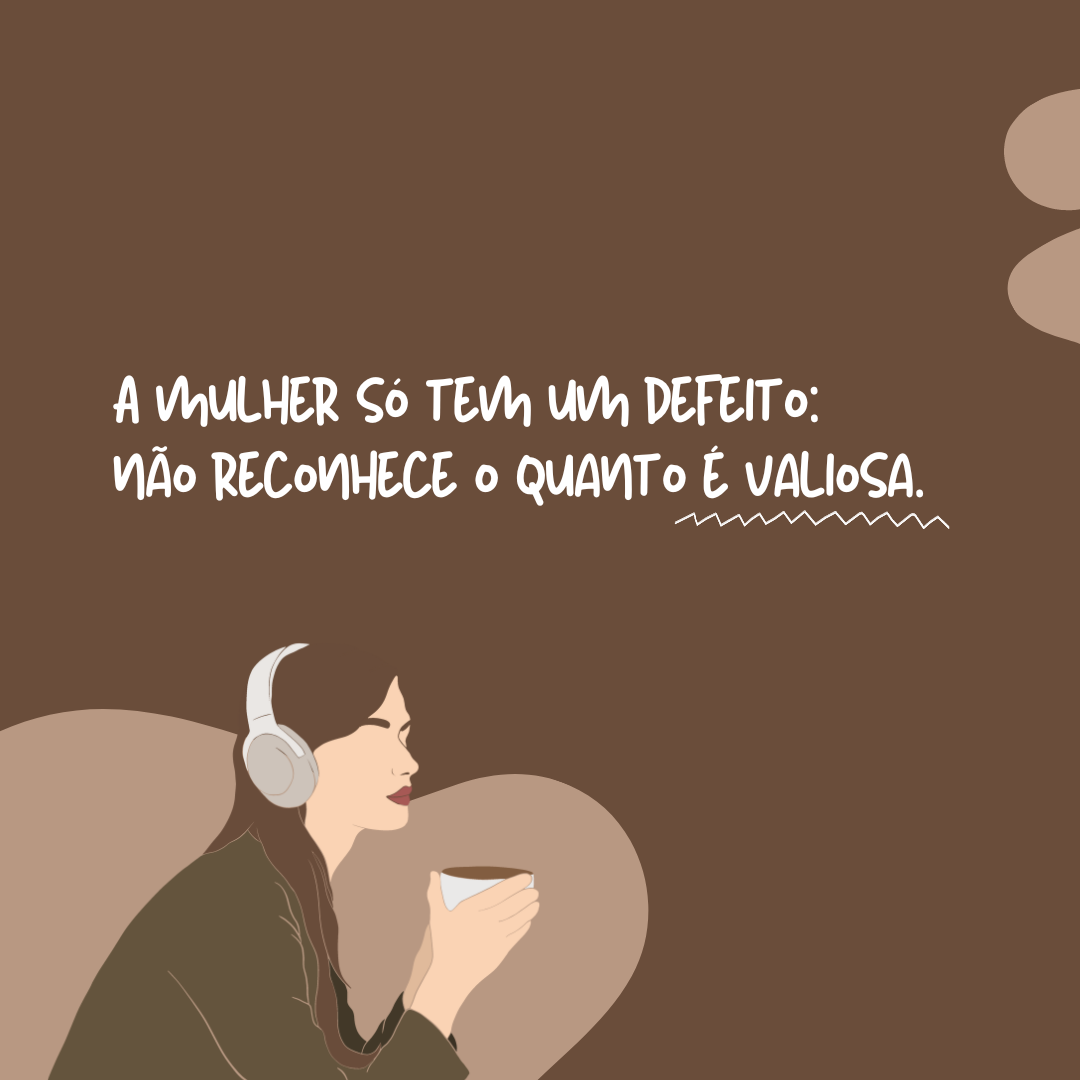 A MULHER SÓ TEM UM DEFEITO:
NÃO RECONHECE O QUANTO É VALIOSA.